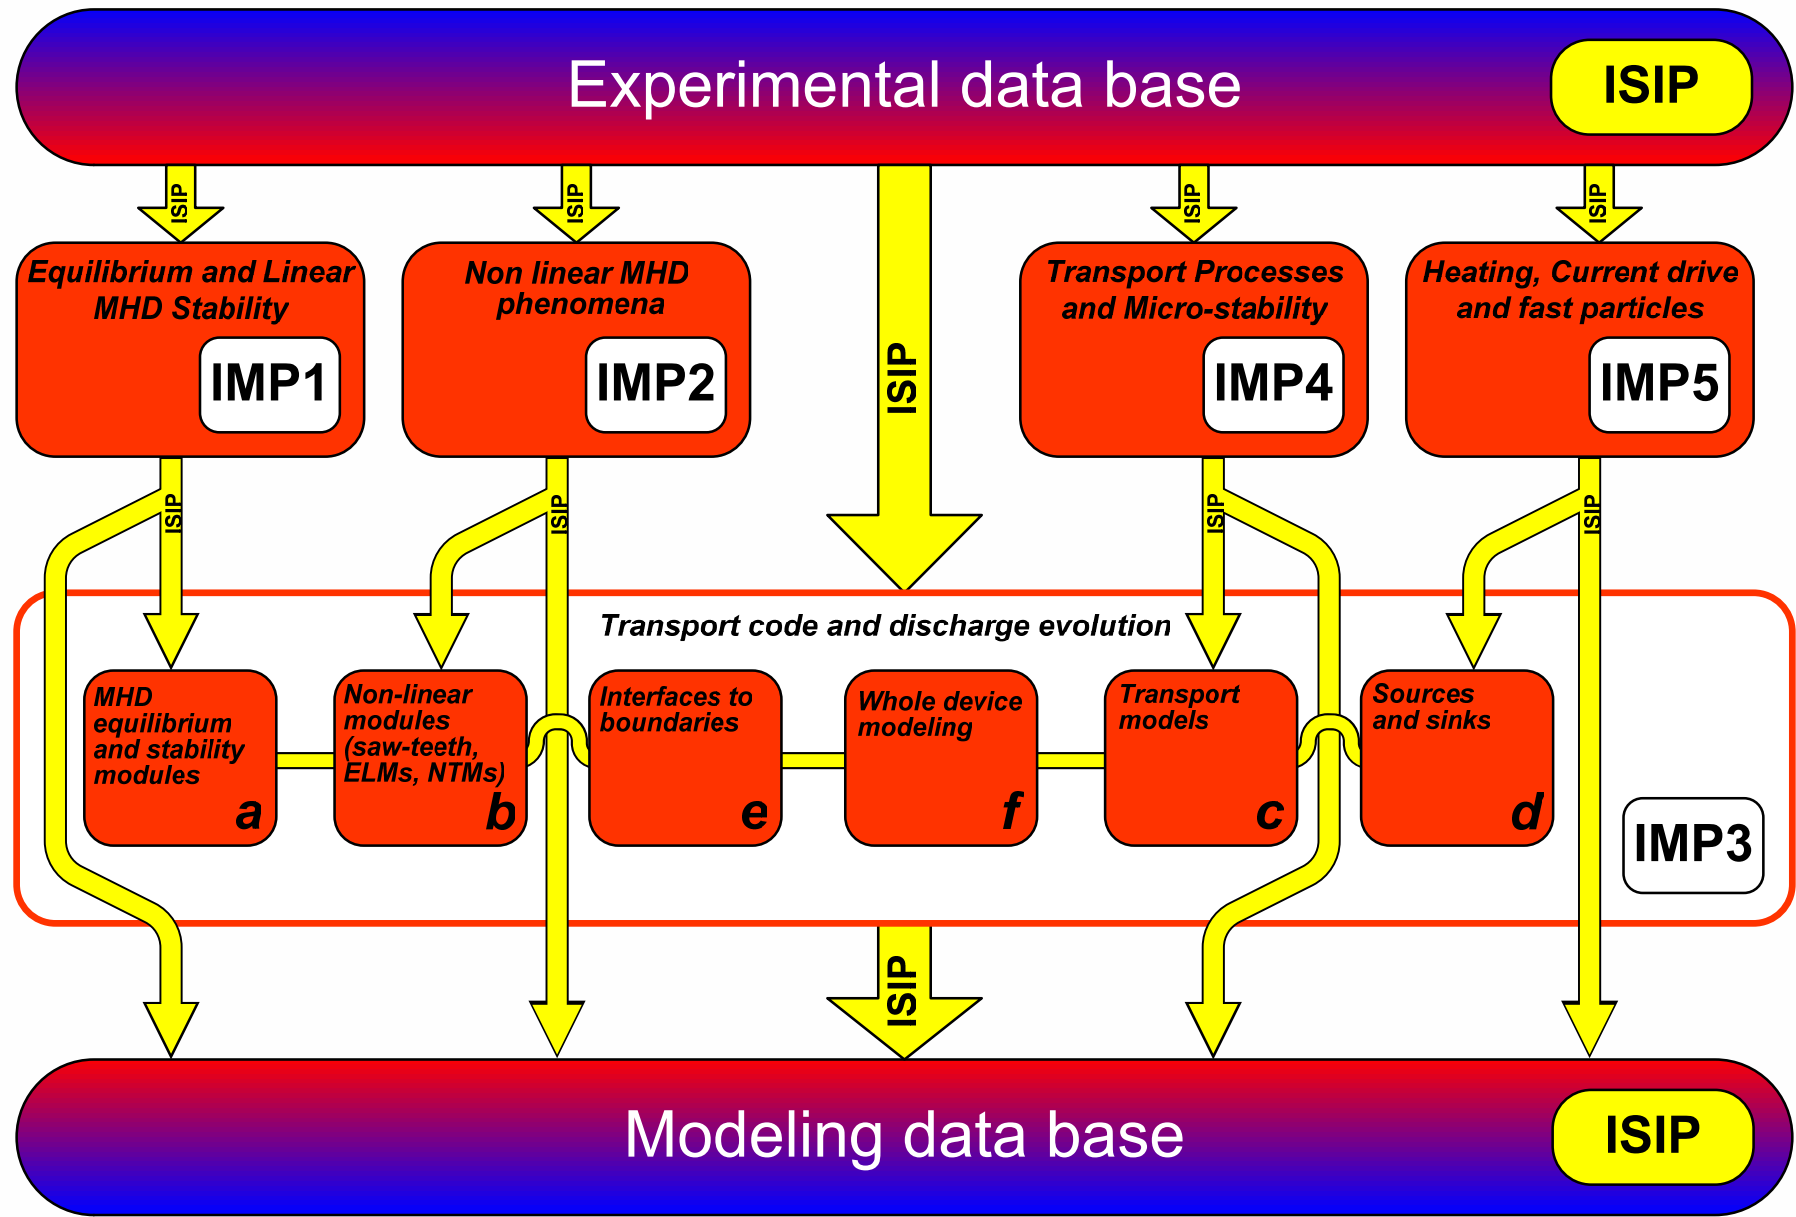 Experimental data base
ISIP
ISIP
ISIP
ISIP
ISIP
ISIP
Equilibrium and Linear
MHD Stability
IMP1
Non linear MHD
phenomena
IMP2
Transport Processes
and Micro-stability
IMP4
Heating, Current drive
and fast particles
IMP5
ISIP
ISIP
ISIP
ISIP
Transport code and discharge evolution
MHD
equilibrium
and stability
modules
a
Non-linear
modules
(saw-teeth,
ELMs, NTMs)
b
Interfaces to
boundaries
e
Whole device
modeling
f
Transport
models
c
Sources
and sinks
d
IMP3
ISIP
Modeling data base
ISIP